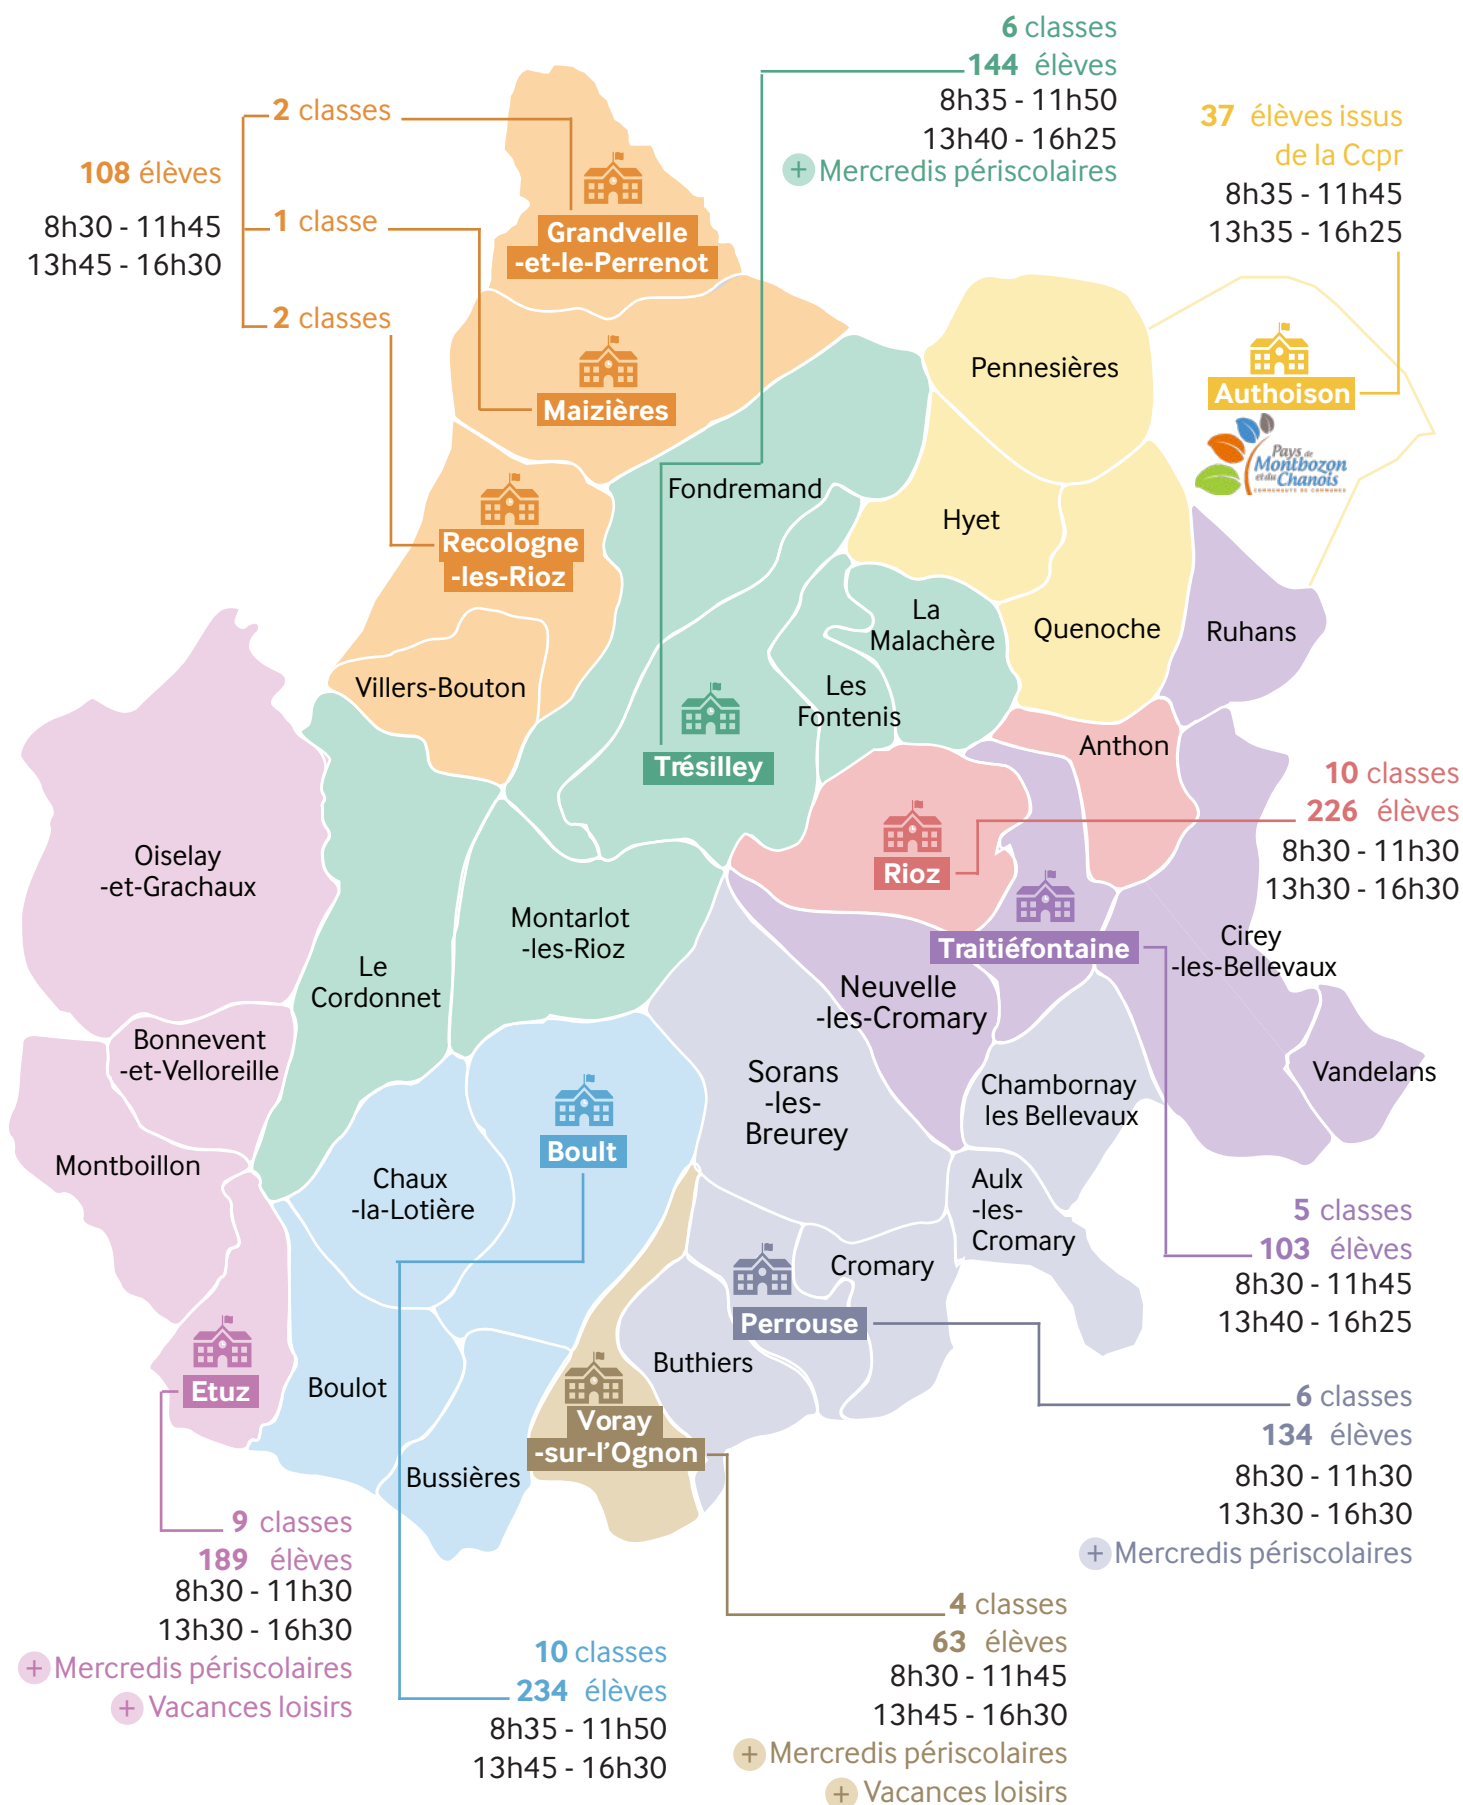 6 classes
144 élèves
8h35 - 11h50
13h40 - 16h25
+ Mercredis périscolaires
37 élèves issus
de la Ccpr
8h35 - 11h45
13h35 - 16h25
2 classes
108 élèves
8h30 - 11h45
13h45 - 16h30
1 classe
2 classes
Grandvelle
-et-le-Perrenot
Maizières
Pennesières
Authoison
Pays de
Montbozon
et du Chanois
COMMUNAUTÉ DE COMMUNES
Fondremand
Hyet
Recologne
-les-Rioz
La
Malachère
Quenoche
Ruhans
Villers-Bouton
Les
Fontenis
Trésilley
Anthon
10 classes
226 élèves
8h30 - 11h30
13h30 - 16h30
Oiselay
-et-Grachaux
Rioz
Montarlot
-les-Rioz
Traitiéfontaine
Cirey
-les-Bellevaux
Le
Cordonnet
Neuvelle
-les-Cromary
Bonnevent
-et-Velloreille
Sorans
-les-
Breurey
Chambornay
les Bellevaux
Vandelans
Boult
Montboillon
Chaux
-la-Lotière
Aulx
-les-
Cromary
5 classes
103 élèves
8h30 - 11h45
13h40 - 16h25
Cromary
Perrouse
Buthiers
Etuz
Boulot
Voray
-sur-l'Ognon
Bussières
6 classes
134 élèves
8h30 - 11h30
13h30 - 16h30
+ Mercredis périscolaires
9 classes
189 élèves
8h30 - 11h30
13h30 - 16h30
+ Mercredis périscolaires
+ Vacances loisirs
10 classes
234 élèves
8h35 - 11h50
13h45 - 16h30
4 classes
63 élèves
8h30 - 11h45
13h45 - 16h30
+ Mercredis périscolaires
+ Vacances loisirs